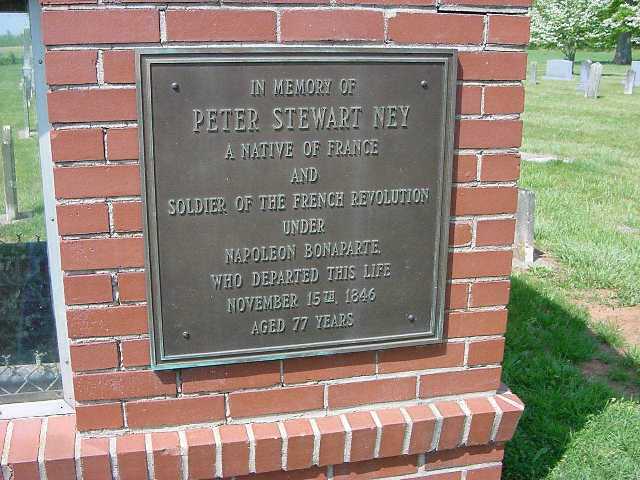 IN MEMORY OF
PETER STEWART NEY
A NATIVE OF FRANCE
AND
SOLDIER OF THE FRENCH REVOLUTION
UNDER
NAPOLEON BONAPARTE,
WHO DEPARTED THIS LIFE
NOVEMBER 15TH, 1846
AGED 77 YEARS